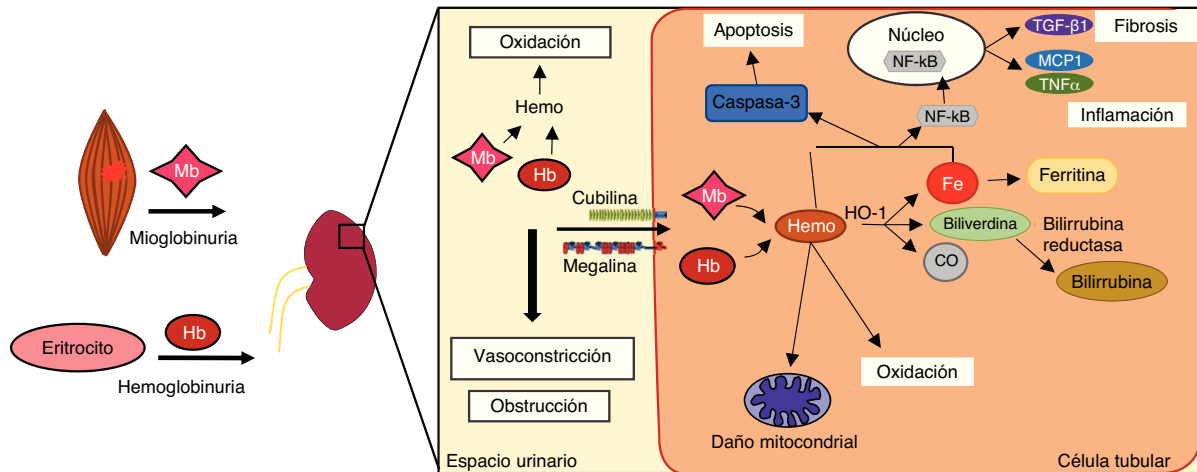 Mb
Mioglobinuria
Eritrocito
Hb
Hemoglobinuria
Oxidación
Hemo
Mb
Hb
Cubilina
Megalina
Vasoconstricción
Obstrucción
Espacio urinario
Apoptosis
Caspasa-3
Núcleo
NF-kB
NF-kB
TGF-β1
Fibrosis
MCP1
TNFα
Inflamación
Mb
Hb
Hemo
HO-1
Fe
Ferritina
Biliverdina
Bilirrubina
reductasa
CO
Bilirrubina
Oxidación
Daño mitocondrial
Célula tubular